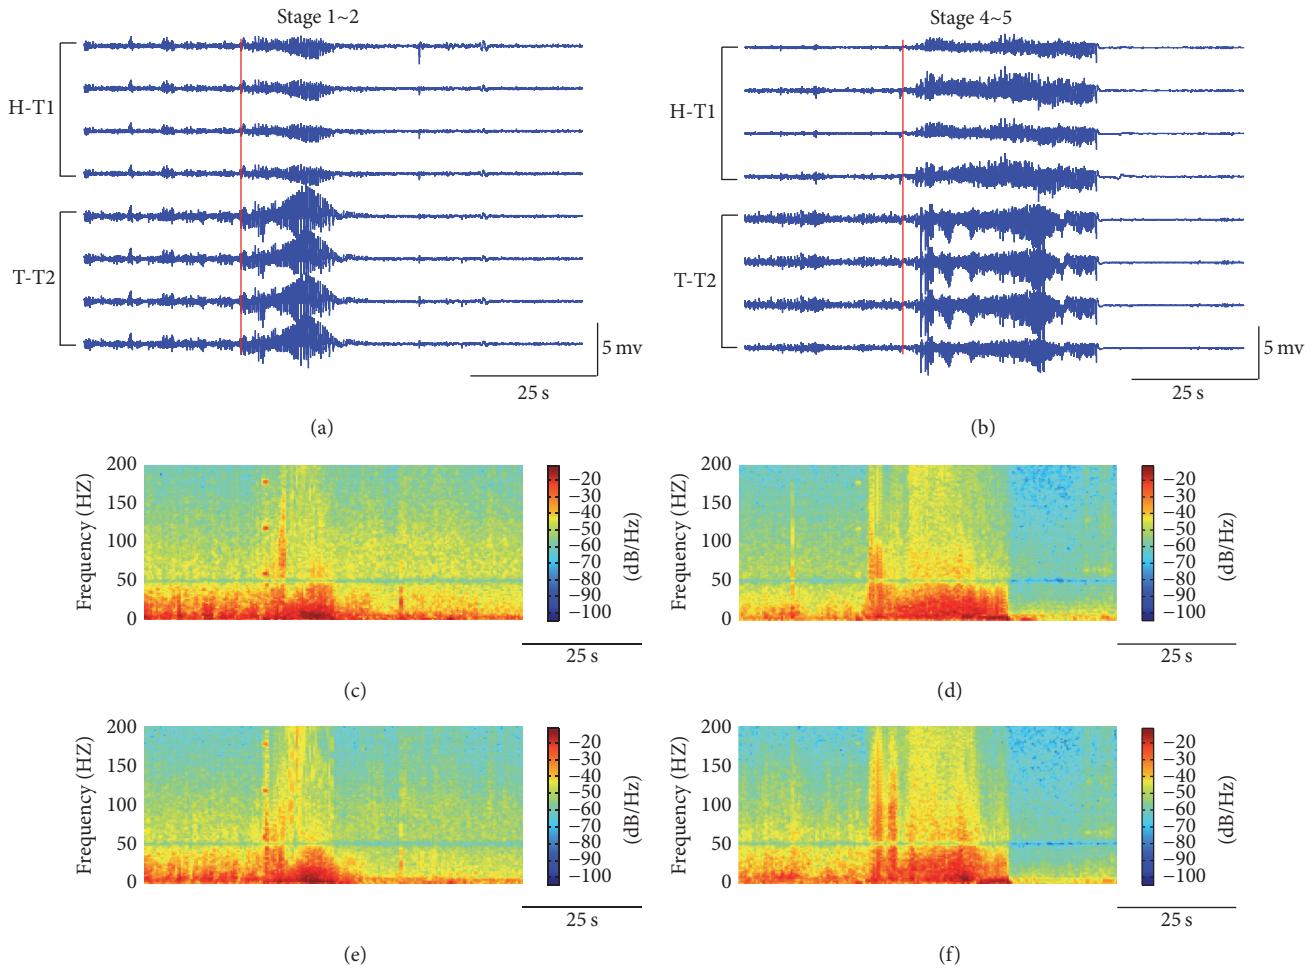 Stage 1~2
H-T1
T-T2
5 mv
25 s
(a)
Stage 4~5
H-T1
T-T2
5 mv
25 s
(b)
Frequency (HZ)
200
150
100
50
0
−20
−30
−40
−50
−60
−70
−80
−90
−100
(dB/Hz)
25 s
(c)
Frequency (HZ)
200
150
100
50
0
−20
−30
−40
−50
−60
−70
−80
−90
−100
(dB/Hz)
25 s
(d)
Frequency (HZ)
200
150
100
50
0
−20
−30
−40
−50
−60
−70
−80
−90
−100
(dB/Hz)
25 s
(e)
Frequency (HZ)
200
150
100
50
0
−20
−30
−40
−50
−60
−70
−80
−90
−100
(dB/Hz)
25 s
(f)